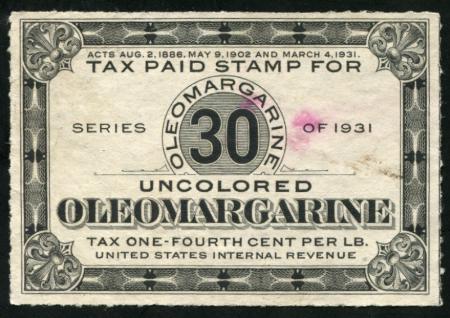 ACTS AUG. 2, 1886, MAY 9, 1902 AND MARCH 4, 1931.
TAX PAID STAMP FOR
OLEOMARGARINE
SERIES 30 OF 1931
UNCOLORED
OLEOMARGARINE
TAX ONE-FOURTH CENT PER LB.
UNITED STATES INTERNAL REVENUE